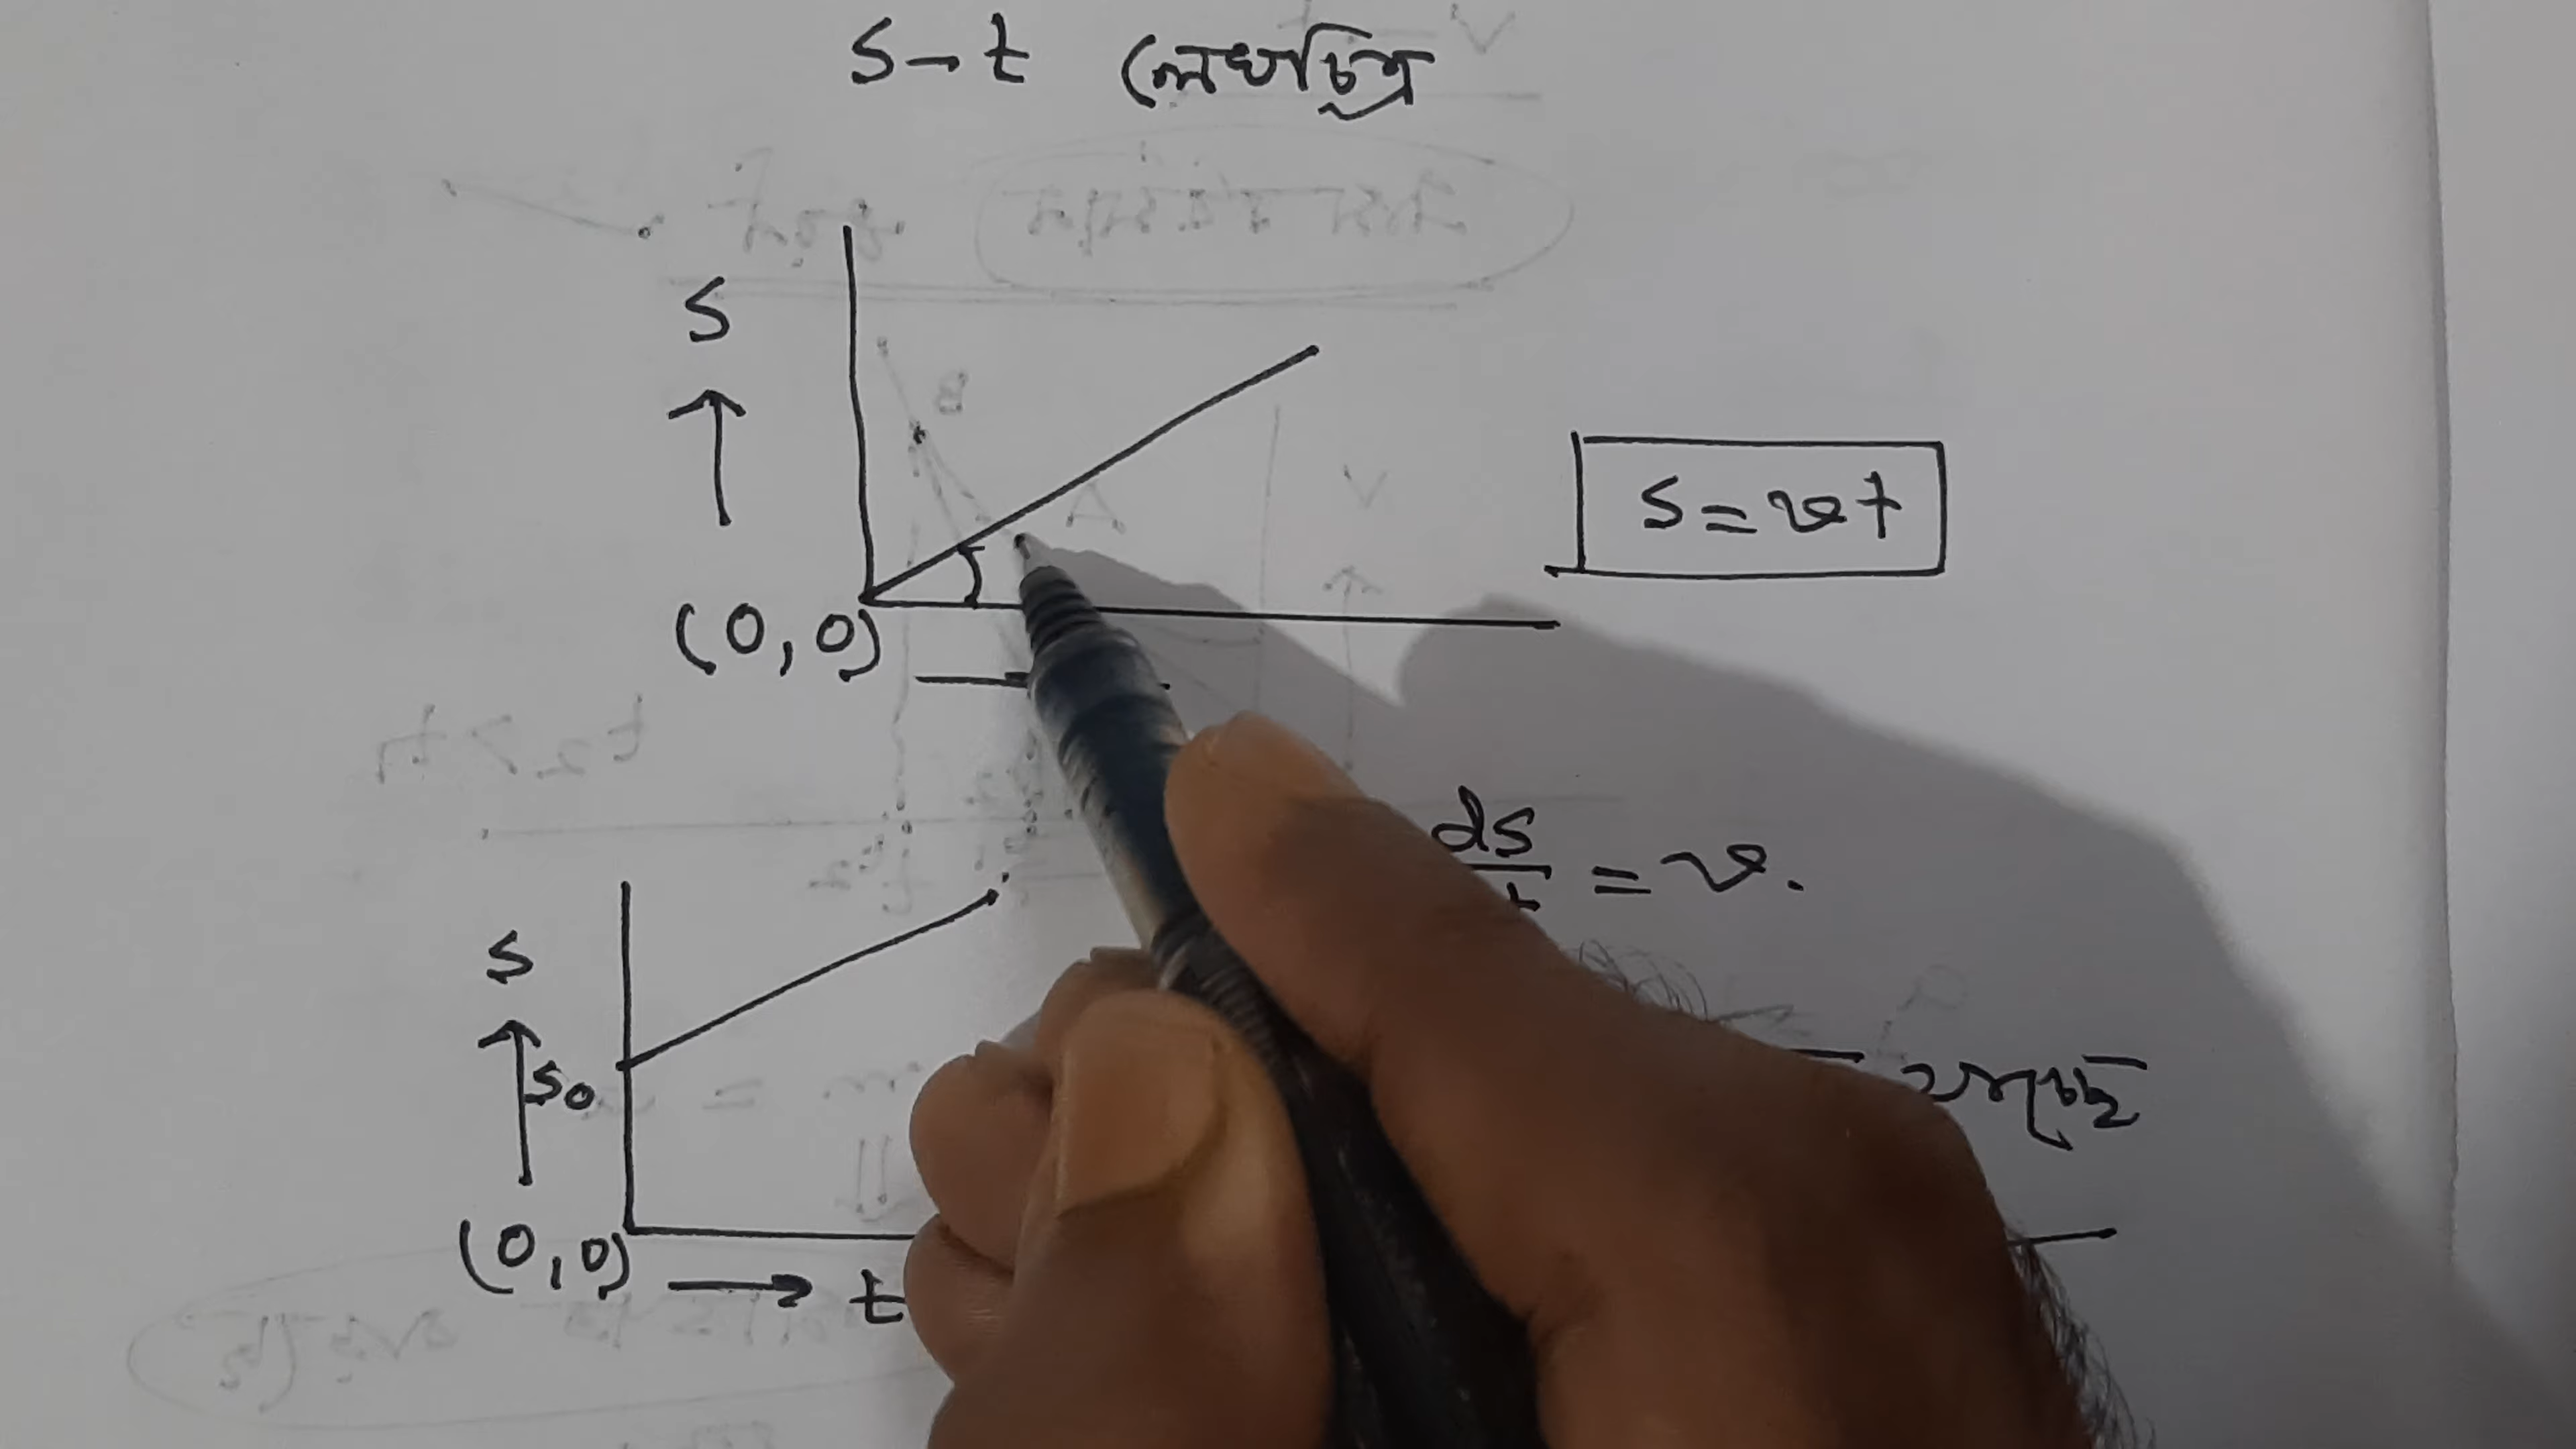 s - t লেখচিত্র
s
s = vt
(0,0)
ds
= v.
s
s₀
(0,0)
t